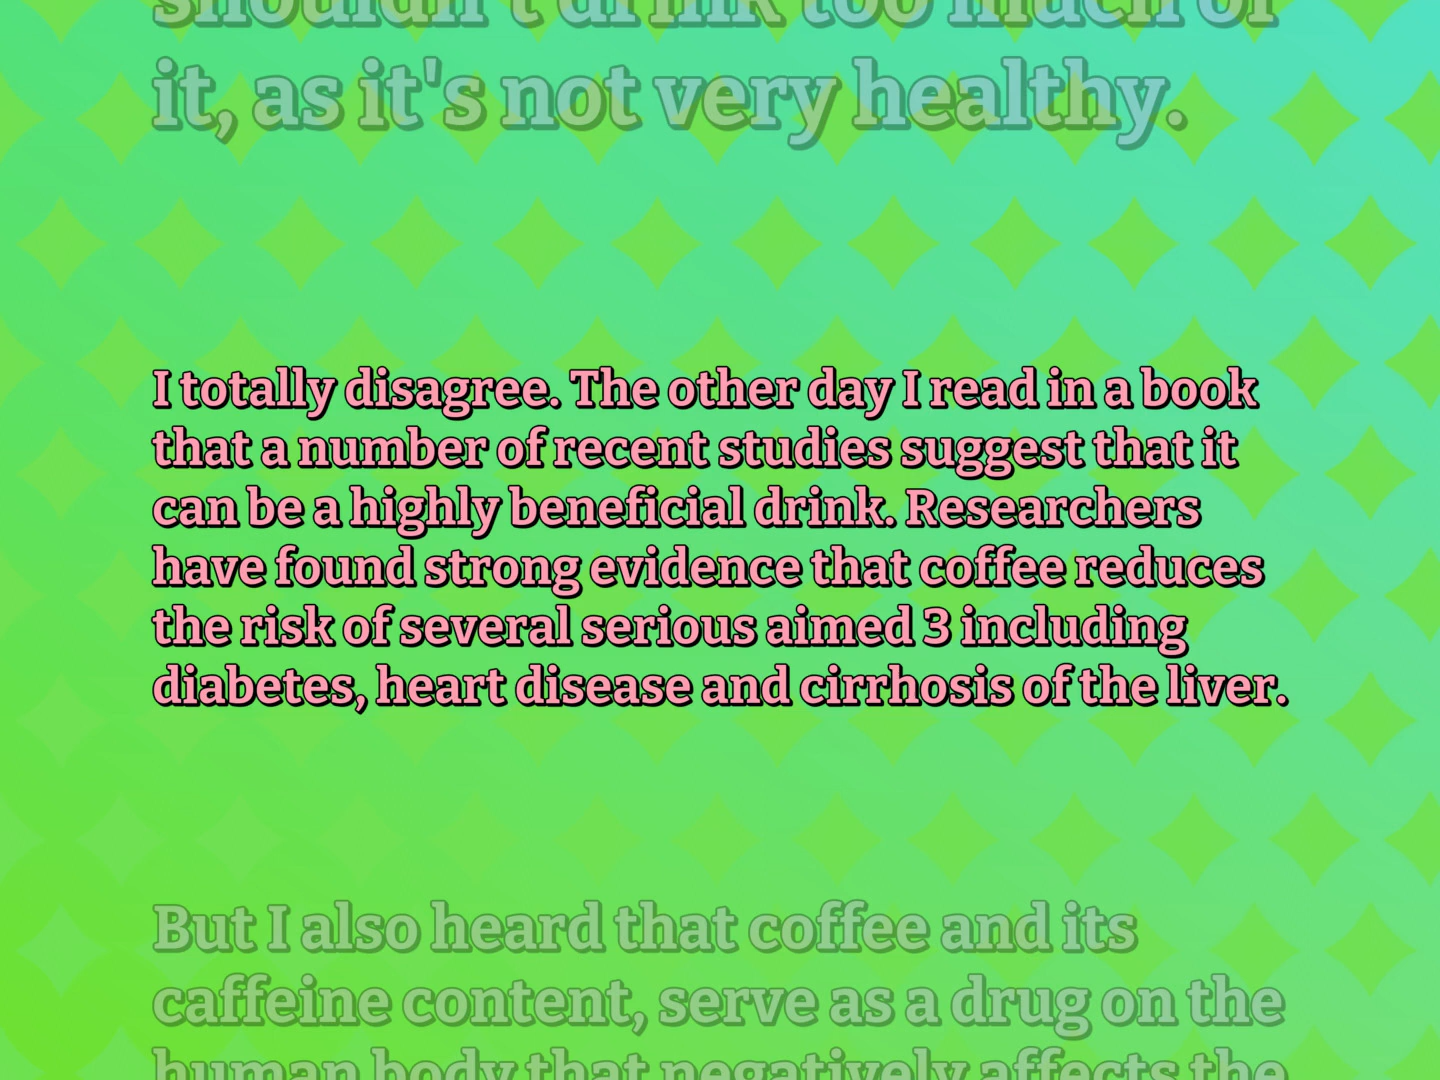 shouldn't drink too much of
it, as it's not very healthy.
I totally disagree. The other day I read in a book
that a number of recent studies suggest that it
can be a highly beneficial drink. Researchers
have found strong evidence that coffee reduces
the risk of several serious aimed 3 including
diabetes, heart disease and cirrhosis of the liver.
But I also heard that coffee and its
caffeine content, serve as a drug on the
human body that negatively affects the